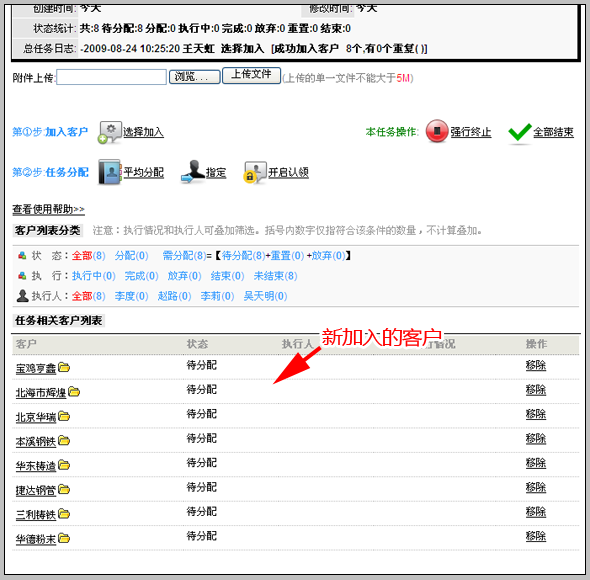 创建时间: 今天 修改时间: 今天
状态统计: 共:8 待分配:8 分配:0 执行中:0 完成:0 放弃:0 重置:0 结束:0
总任务日志: -2009-08-24 10:25:20 王天虹 选择加入 [成功加入客户 8个,有0个重复( )]
附件上传: 浏览... 上传文件 (上传的单一文件不能大于5M)
第①步:加入客户 选择加入 本任务操作: 强行终止 全部结束
第②步:任务分配 平均分配 指定 开启认领
查看使用帮助>>
客户列表分类 注意：执行情况和执行人可叠加筛选。括号内数字仅指符合该条件的数量，不计算叠加。
状 态：全部(8) 分配(0) 需分配(8)=【待分配(8)+重置(0) +放弃(0)】
执 行：执行中(0) 完成(0) 放弃(0) 结束(0) 未结束(8)
执行人：全部(8) 李度(0) 赵路(0) 李莉(0) 吴天明(0)
任务相关客户列表
新加入的客户
客户 状态 执行人 情况 操作
宝鸡亨鑫 待分配 移除
北海市辉煌 待分配 移除
北京华瑞 待分配 移除
本溪钢铁 待分配 移除
华东铸造 待分配 移除
捷达钢管 待分配 移除
三利铸铁 待分配 移除
华德粉末 待分配 移除